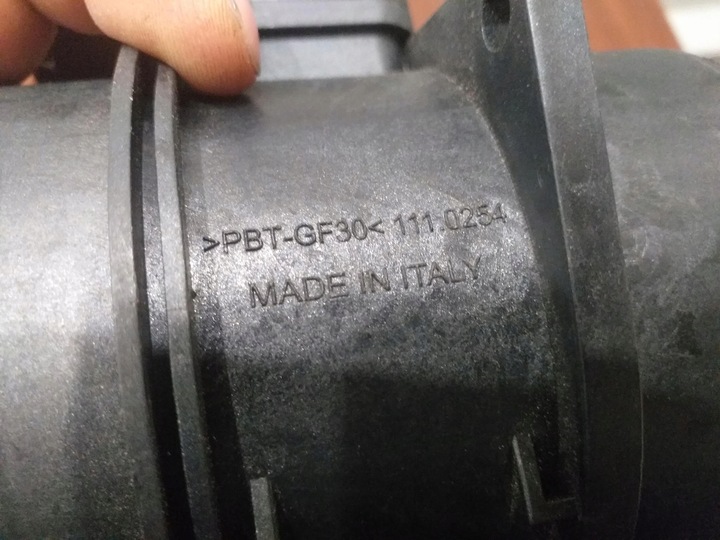 >PBT-GF30< 111.0254
MADE IN ITALY